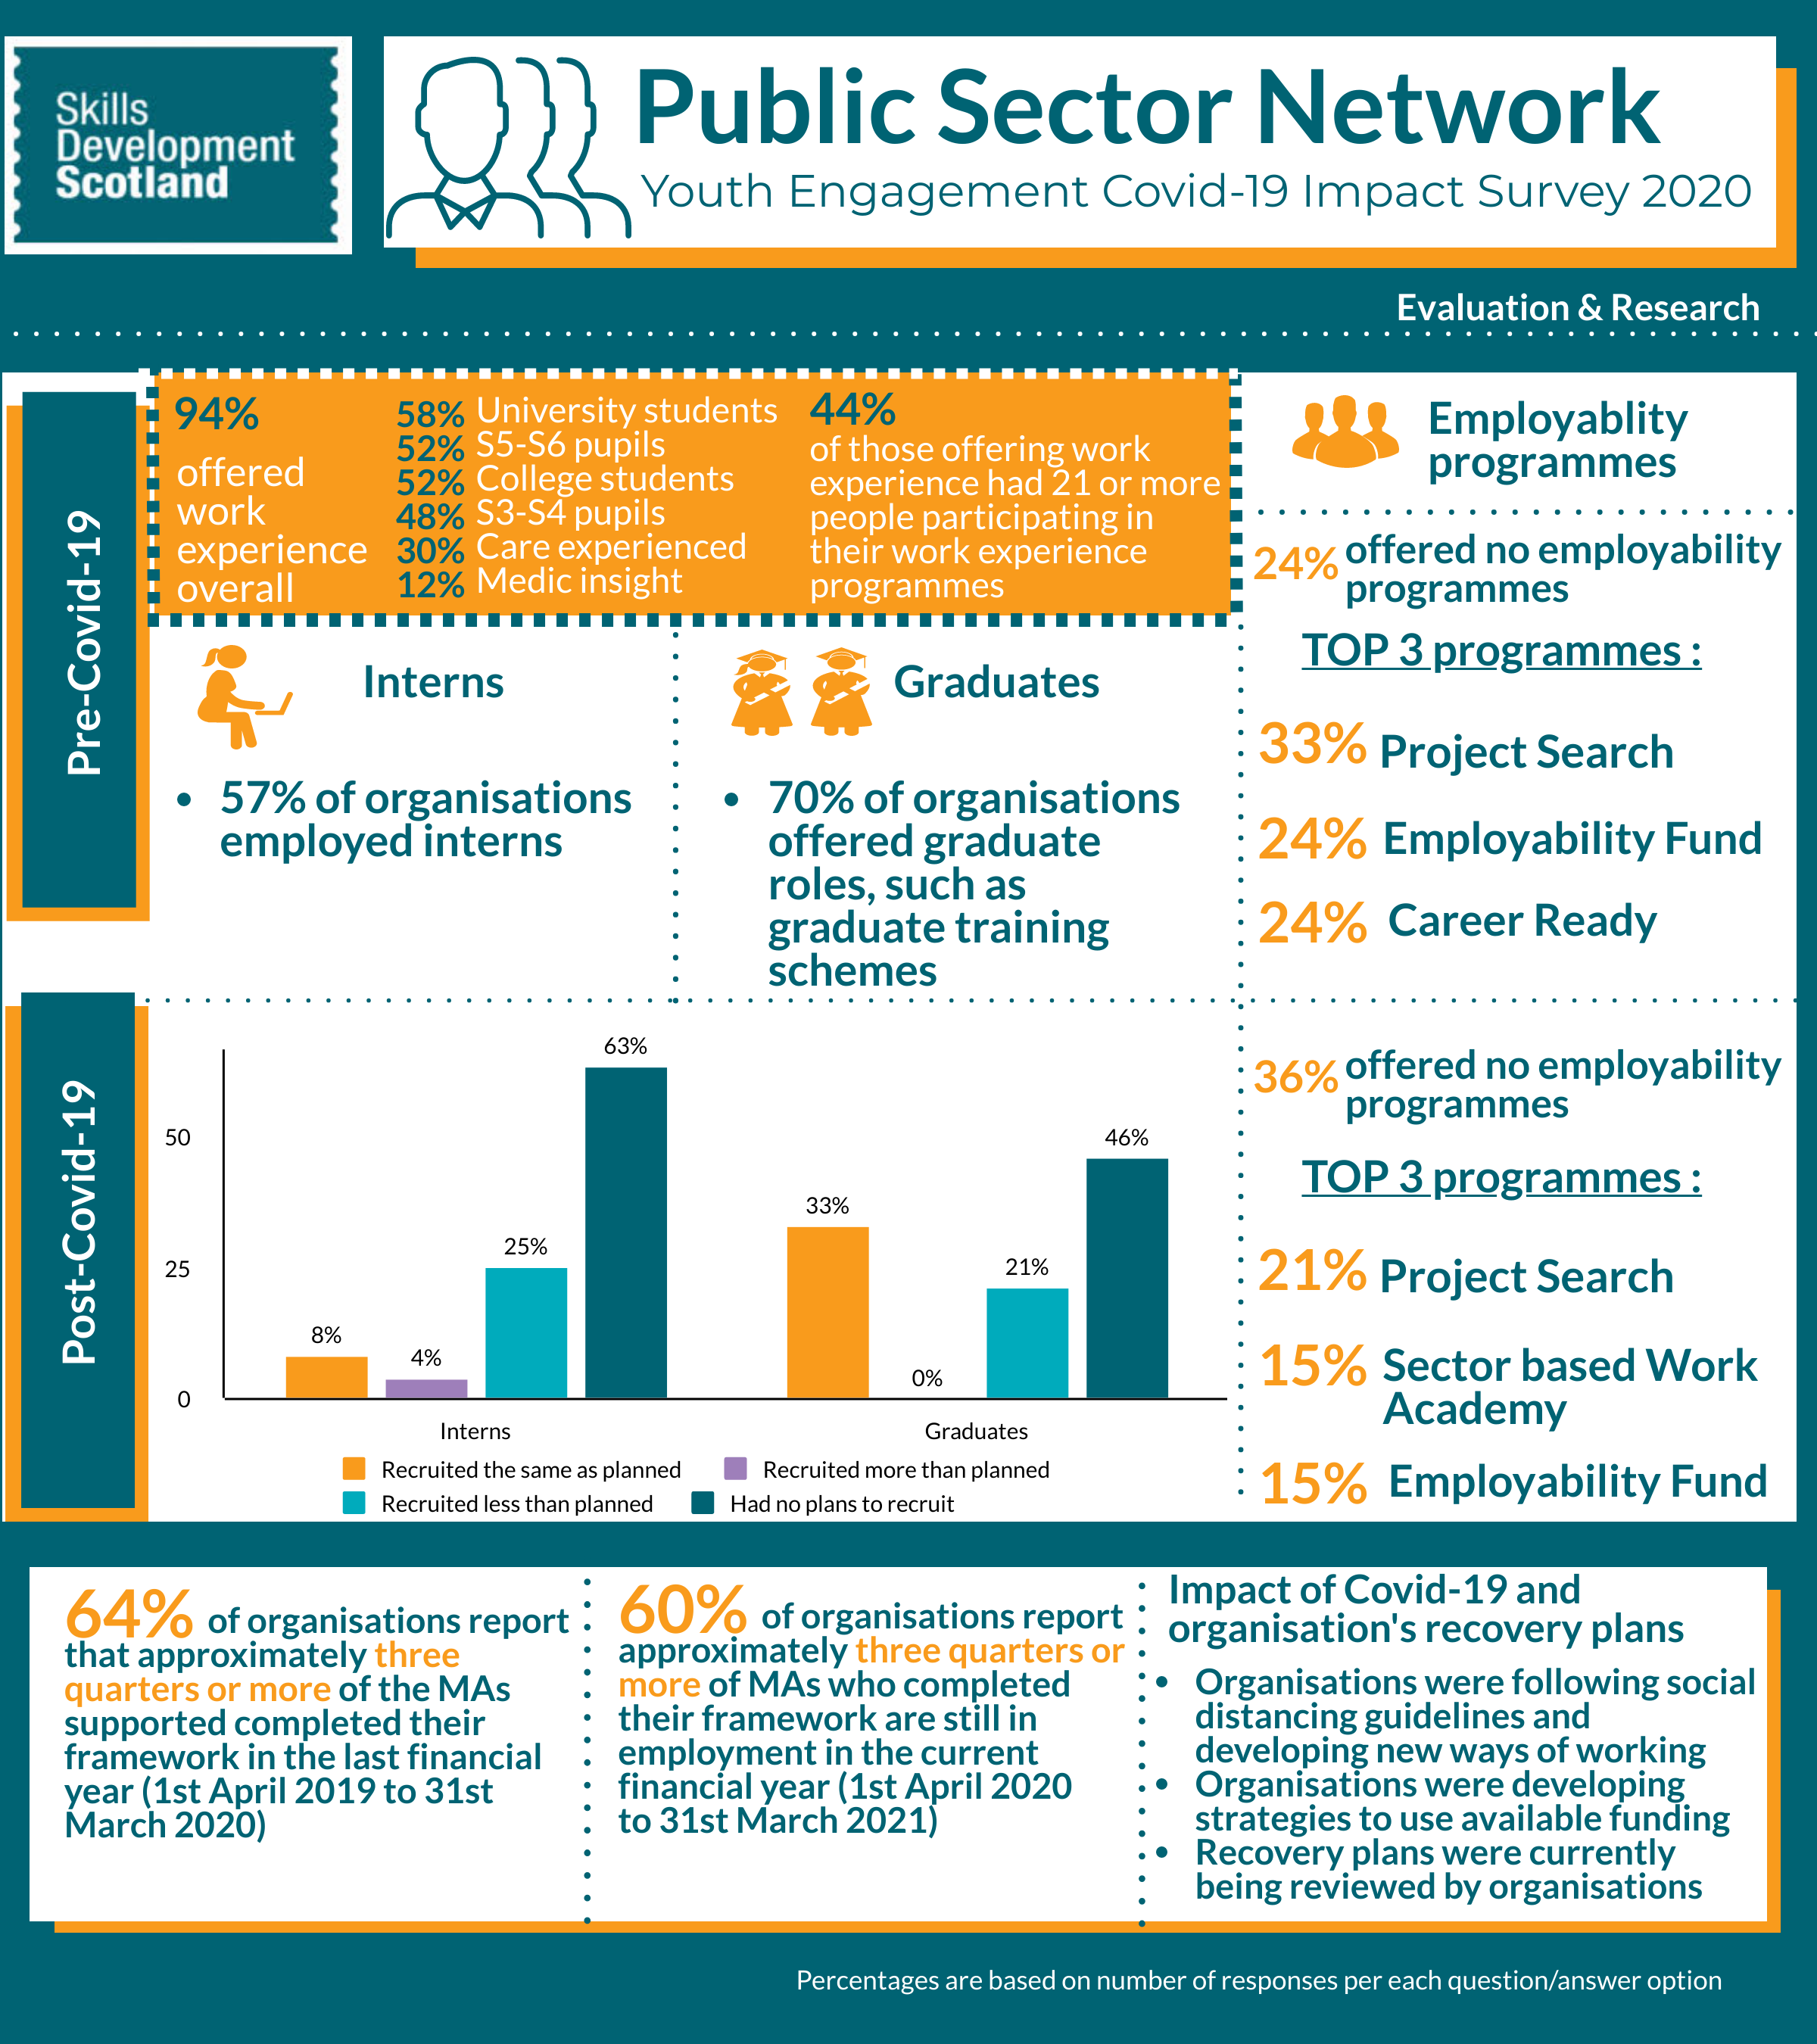 Skills
Development
Scotland
Public Sector Network
Youth Engagement Covid-19 Impact Survey 2020
Evaluation & Research
Pre-Covid-19
94%
offered
work
experience
overall
58% University students
52% S5-S6 pupils
52% College students
48% S3-S4 pupils
30% Care experienced
12% Medic insight
44%
of those offering work
experience had 21 or more
people participating in
their work experience
programmes
Interns
• 57% of organisations
employed interns
Graduates
• 70% of organisations
offered graduate
roles, such as
graduate training
schemes
Employablity
programmes
24% offered no employability
programmes
TOP 3 programmes :
33% Project Search
24% Employability Fund
24% Career Ready
Post-Covid-19
50
25
0
8%
4%
25%
63%
33%
0%
21%
46%
Interns
Graduates
Recruited the same as planned
Recruited more than planned
Recruited less than planned
Had no plans to recruit
36% offered no employability
programmes
TOP 3 programmes :
21% Project Search
15% Sector based Work
Academy
15% Employability Fund
64% of organisations report
that approximately three
quarters or more of the MAs
supported completed their
framework in the last financial
year (1st April 2019 to 31st
March 2020)
60% of organisations report
approximately three quarters or
more of MAs who completed
their framework are still in
employment in the current
financial year (1st April 2020
to 31st March 2021)
Impact of Covid-19 and
organisation's recovery plans
• Organisations were following social
distancing guidelines and
developing new ways of working
• Organisations were developing
strategies to use available funding
• Recovery plans were currently
being reviewed by organisations
Percentages are based on number of responses per each question/answer option